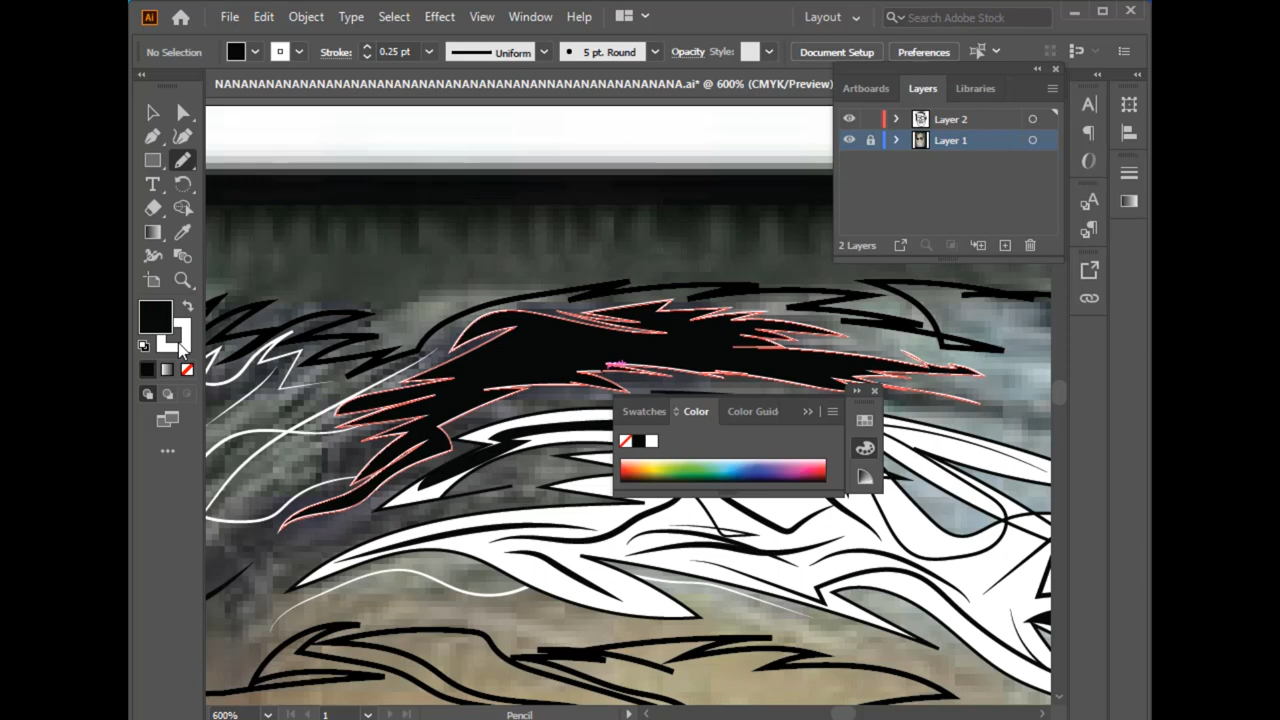 Ai File Edit Object Type Select Effect View Window Help Layout Search Adobe Stock
No Selection Stroke: 0.25 pt Uniform 5 pt. Round Opacity Style: Document Setup Preferences
NANANANANANANANANANANANANANANANANANANANANANANANANANANANA.ai* @ 600% (CMYK/Preview)
Artboards Layers Libraries
Layer 2
Layer 1
2 Layers
Swatches Color Color Guid
600% 1 Pencil